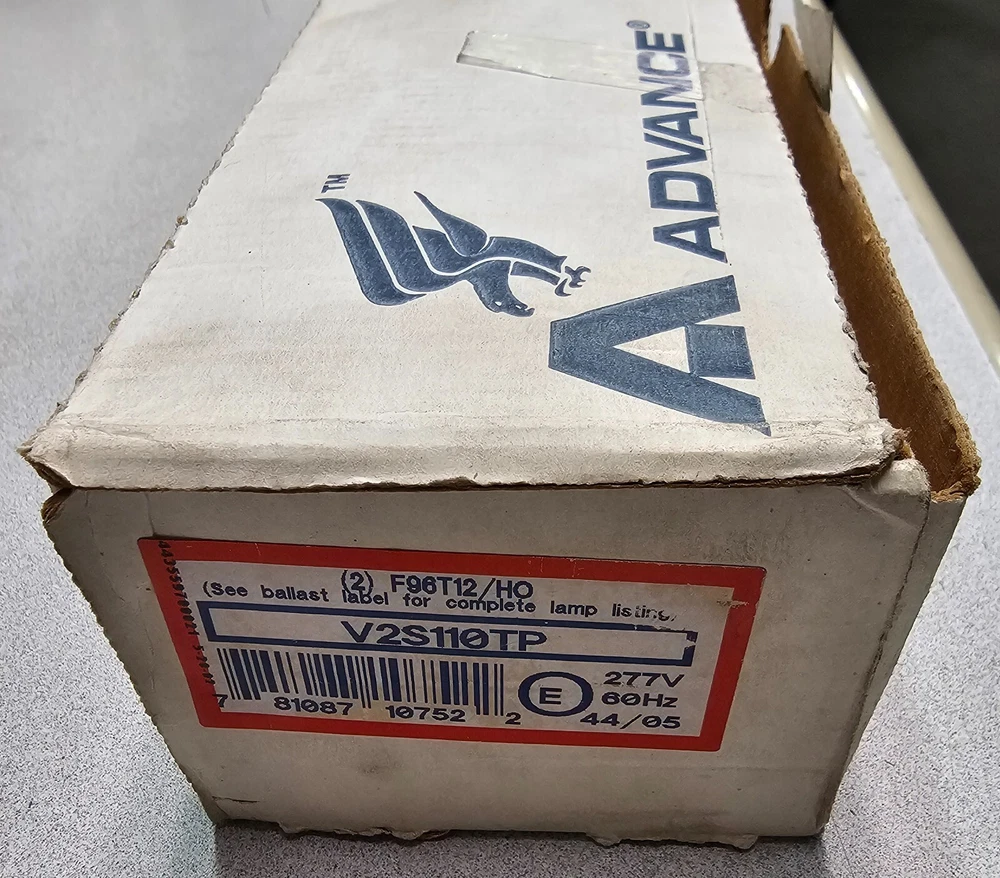 ADVANCE®
TM
A
(2) F96T12/HO
(See ballast label for complete lamp listing,
V2S110TP
7 81087 10752 2
E
277V
60Hz
44/05